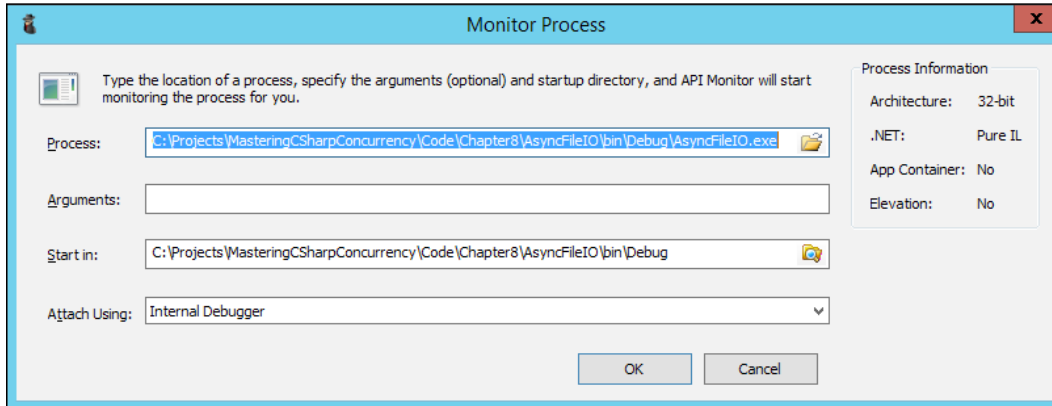 Monitor Process
x
Type the location of a process, specify the arguments (optional) and startup directory, and API Monitor will start
monitoring the process for you.
Process: C:\Projects\MasteringCSharpConcurrency\Code\Chapter8\AsyncFileIO\bin\Debug\AsyncFileIO.exe
Arguments:
Start in: C:\Projects\MasteringCSharpConcurrency\Code\Chapter8\AsyncFileIO\bin\Debug
Attach Using: Internal Debugger
OK Cancel
Process Information
Architecture: 32-bit
.NET: Pure IL
App Container: No
Elevation: No